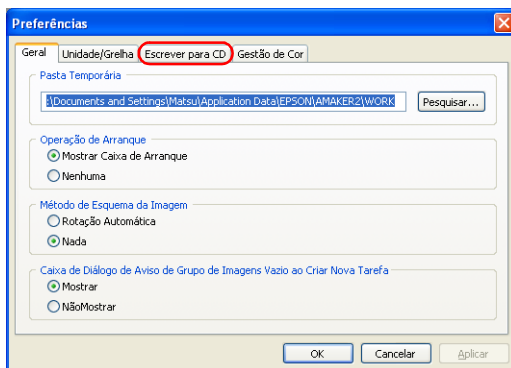 Preferências
Geral Unidade/Grelha Escrever para CD Gestão de Cor
Pasta Temporária
:\Documents and Settings\Matsu\Application Data\EPSON\AMAKER2\WORK Pesquisar...
Operação de Arranque
Mostrar Caixa de Arranque
Nenhuma
Método de Esquema da Imagem
Rotação Automática
Nada
Caixa de Diálogo de Aviso de Grupo de Imagens Vazio ao Criar Nova Tarefa
Mostrar
NãoMostrar
OK Cancelar Aplicar